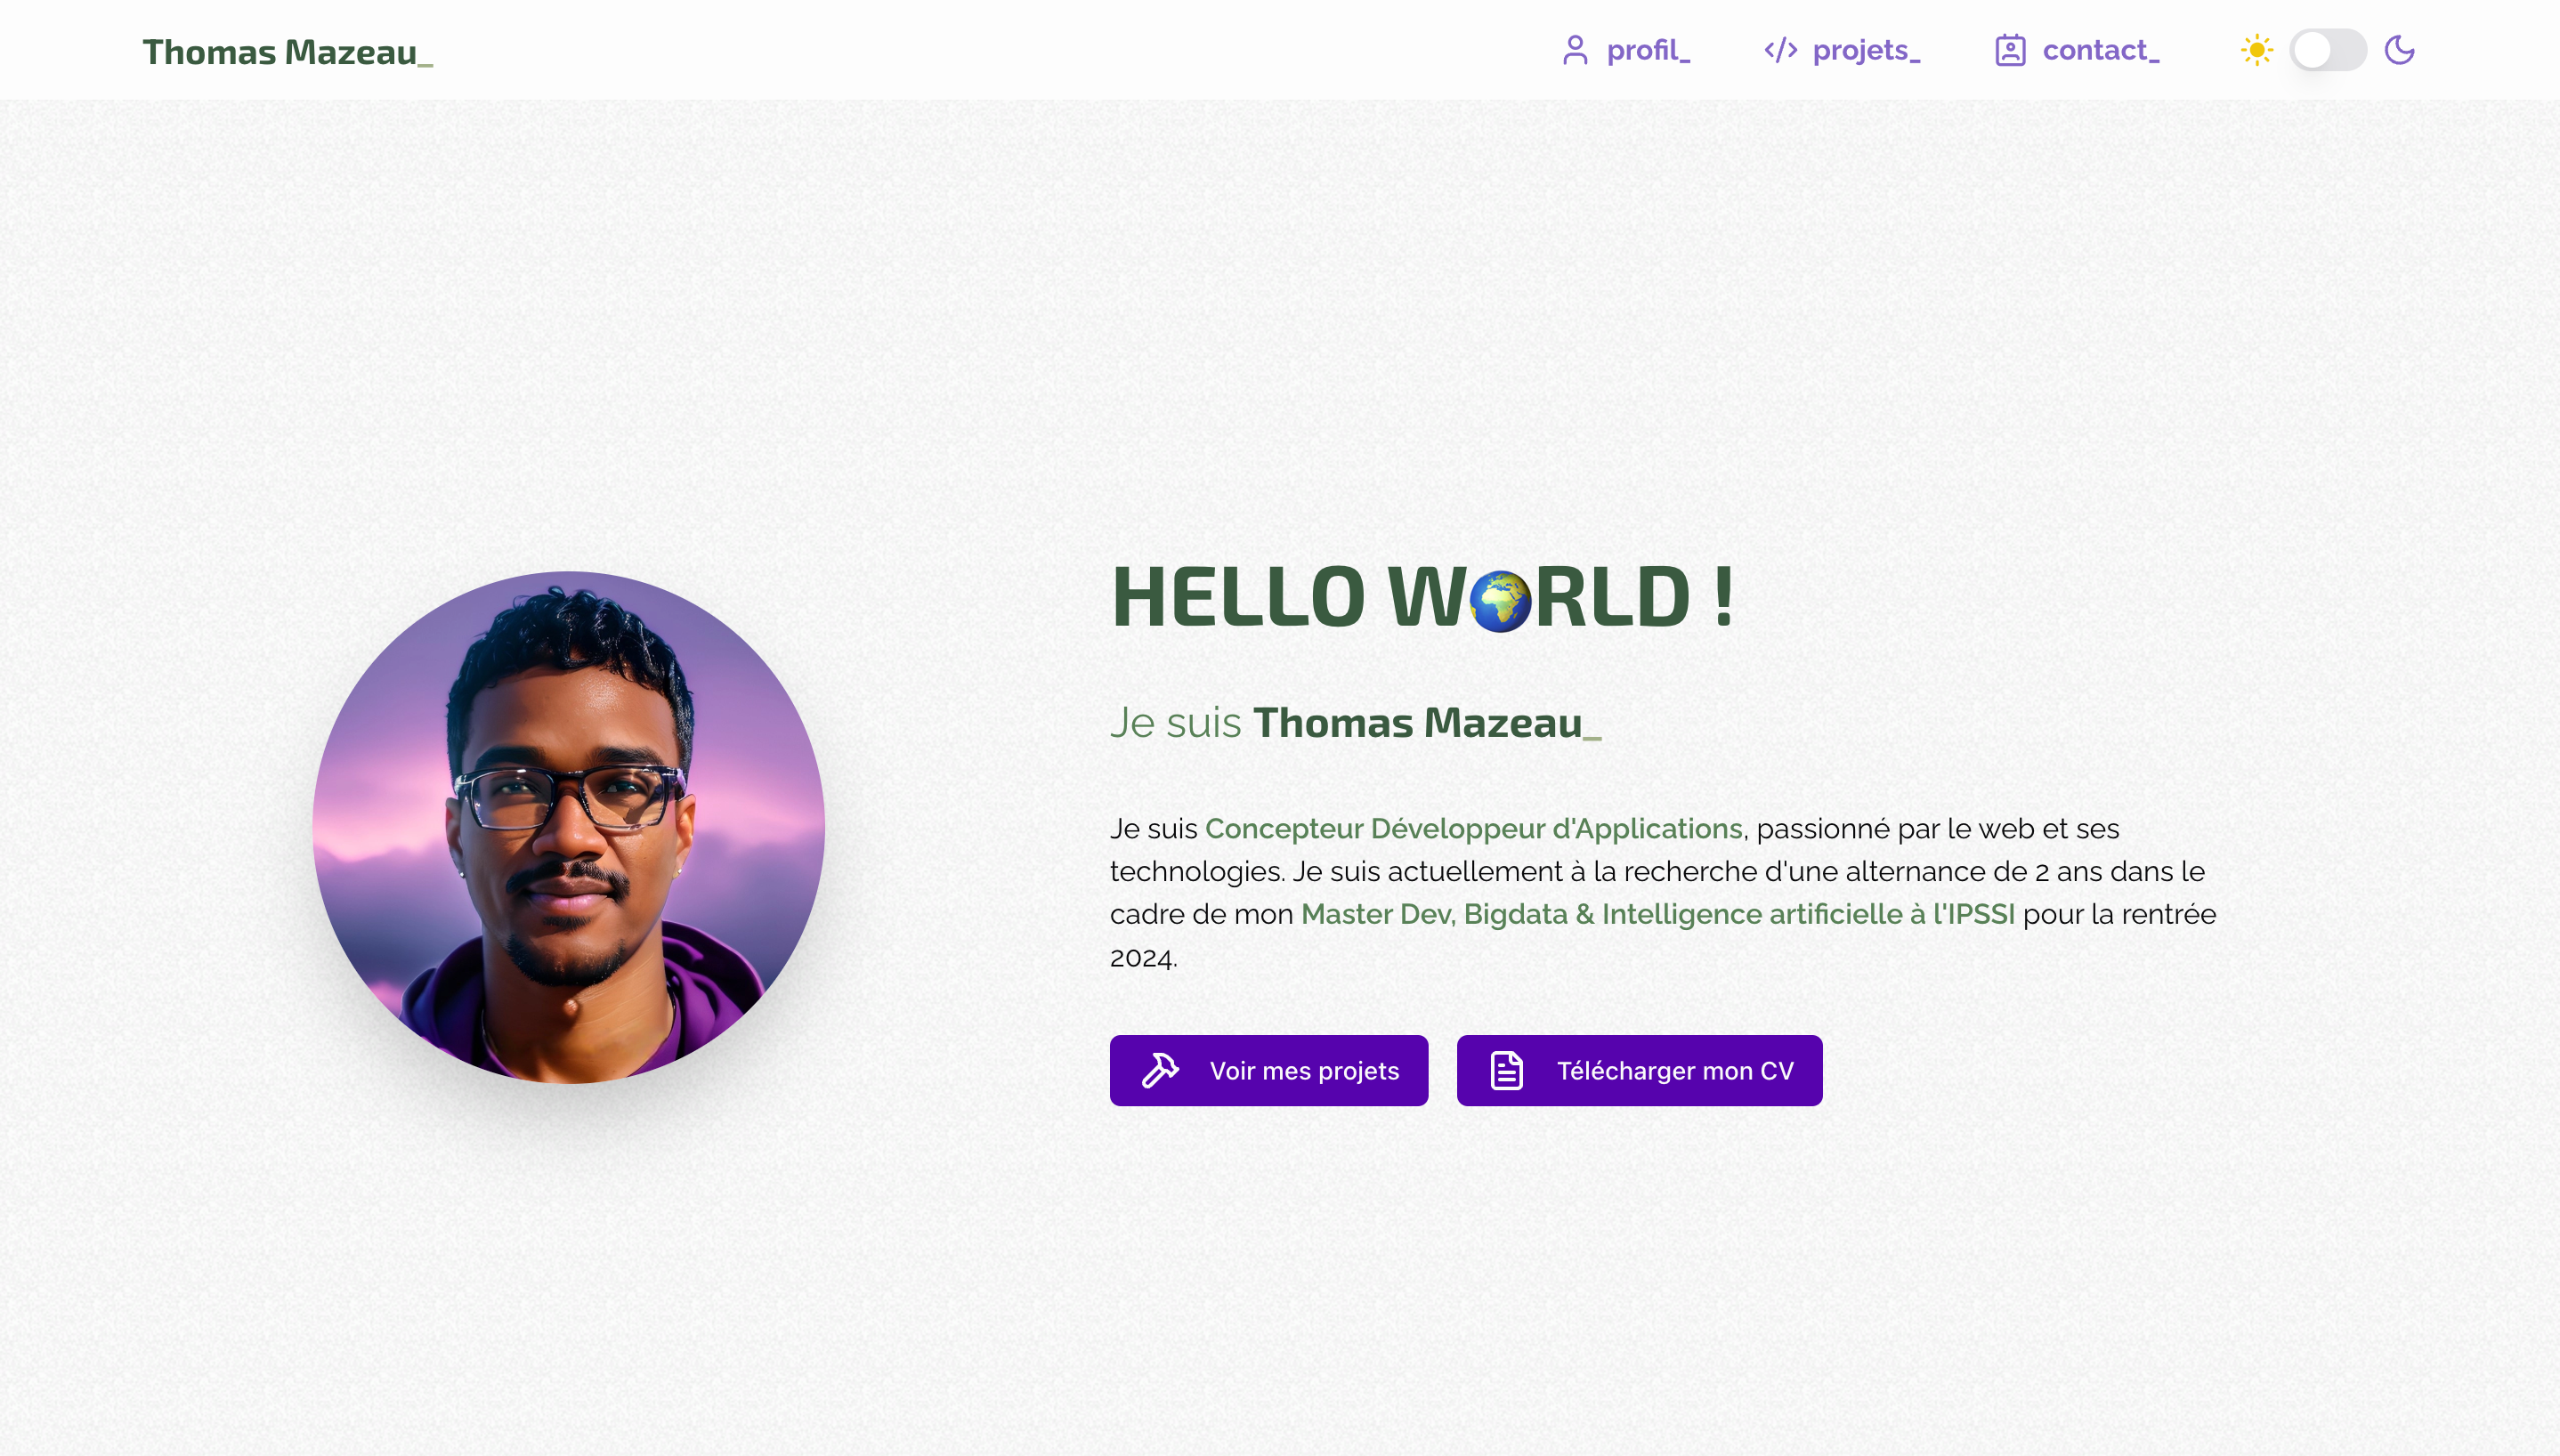 Thomas Mazeau_
profil_
projets_
contact_
HELLO W🌍RLD !
Je suis Thomas Mazeau_
Je suis Concepteur Développeur d'Applications, passionné par le web et ses
technologies. Je suis actuellement à la recherche d'une alternance de 2 ans dans le
cadre de mon Master Dev, Bigdata & Intelligence artificielle à l'IPSSI pour la rentrée
2024.
Voir mes projets
Télécharger mon CV